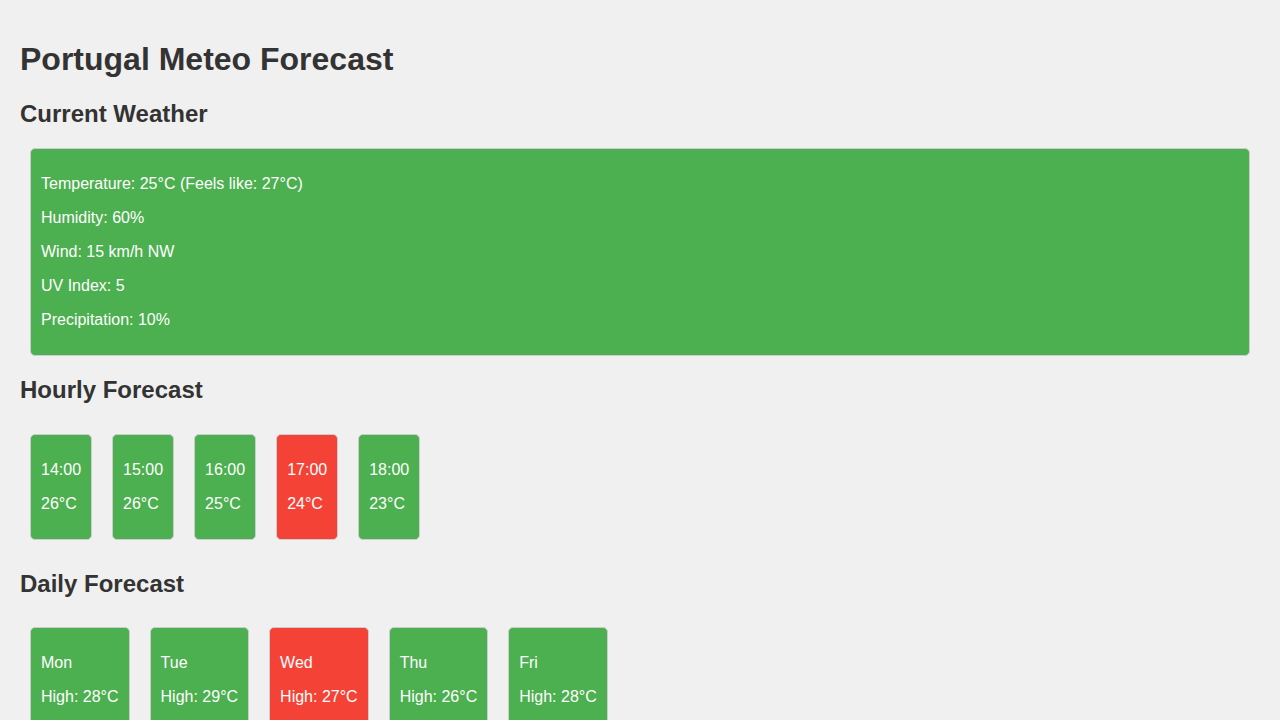 Portugal Meteo Forecast
Current Weather
Temperature: 25°C (Feels like: 27°C)
Humidity: 60%
Wind: 15 km/h NW
UV Index: 5
Precipitation: 10%
Hourly Forecast
14:00 15:00 16:00 17:00 18:00
26°C 26°C 25°C 24°C 23°C
Daily Forecast
Mon Tue Wed Thu Fri
High: 28°C High: 29°C High: 27°C High: 26°C High: 28°C